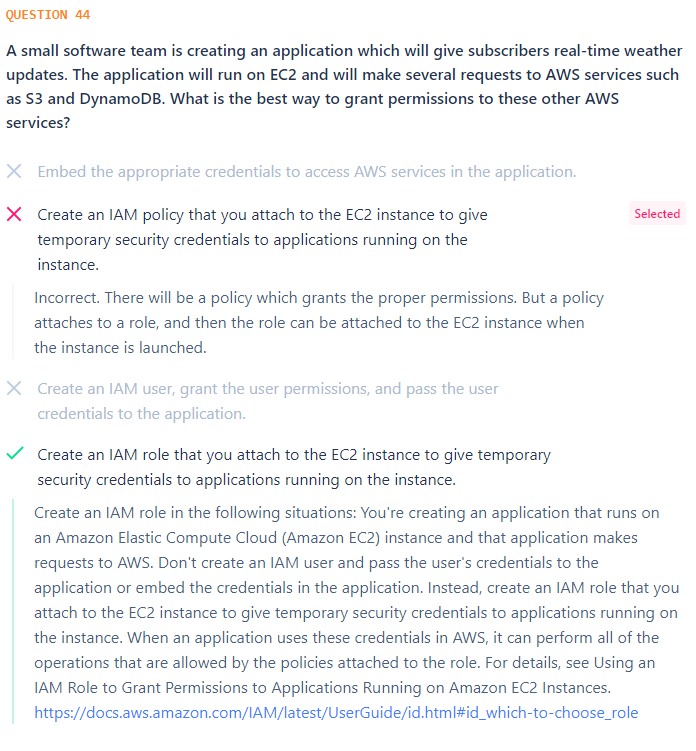 QUESTION 44
A small software team is creating an application which will give subscribers real-time weather
updates. The application will run on EC2 and will make several requests to AWS services such
as S3 and DynamoDB. What is the best way to grant permissions to these other AWS
services?
Embed the appropriate credentials to access AWS services in the application.
Create an IAM policy that you attach to the EC2 instance to give
Selected
temporary security credentials to applications running on the
instance.
Incorrect. There will be a policy which grants the proper permissions. But a policy
attaches to a role, and then the role can be attached to the EC2 instance when
the instance is launched.
Create an IAM user, grant the user permissions, and pass the user
credentials to the application.
Create an IAM role that you attach to the EC2 instance to give temporary
security credentials to applications running on the instance.
Create an IAM role in the following situations: You're creating an application that runs on
an Amazon Elastic Compute Cloud (Amazon EC2) instance and that application makes
requests to AWS. Don't create an IAM user and pass the user's credentials to the
application or embed the credentials in the application. Instead, create an IAM role that you
attach to the EC2 instance to give temporary security credentials to applications running on
the instance. When an application uses these credentials in AWS, it can perform all of the
operations that are allowed by the policies attached to the role. For details, see Using an
IAM Role to Grant Permissions to Applications Running on Amazon EC2 Instances.
https://docs.aws.amazon.com/IAM/latest/UserGuide/id.html#id_which-to-choose_role